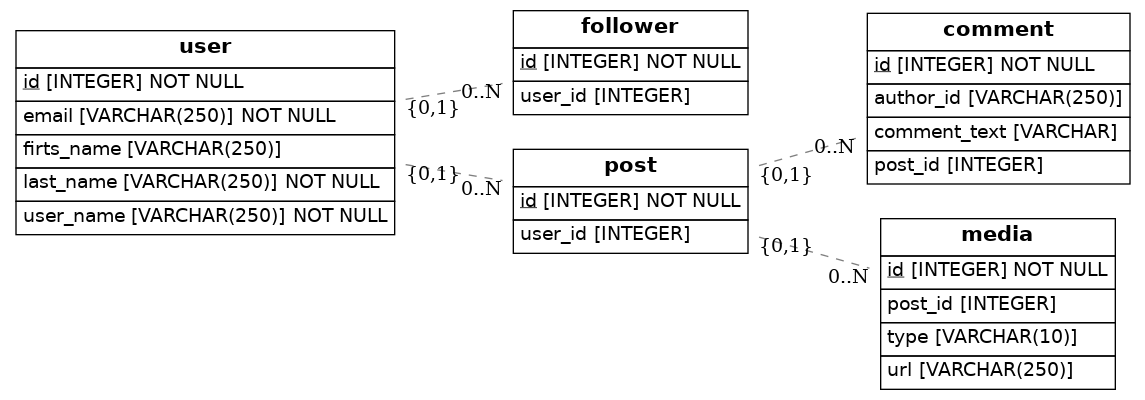 user
id [INTEGER] NOT NULL
email [VARCHAR(250)] NOT NULL
firts_name [VARCHAR(250)]
last_name [VARCHAR(250)] NOT NULL
user_name [VARCHAR(250)] NOT NULL
{0,1}
0..N
{0,1}
0..N
follower
id [INTEGER] NOT NULL
user_id [INTEGER]
post
id [INTEGER] NOT NULL
user_id [INTEGER]
{0,1}
0..N
{0,1}
0..N
comment
id [INTEGER] NOT NULL
author_id [VARCHAR(250)]
comment_text [VARCHAR]
post_id [INTEGER]
media
id [INTEGER] NOT NULL
post_id [INTEGER]
type [VARCHAR(10)]
url [VARCHAR(250)]